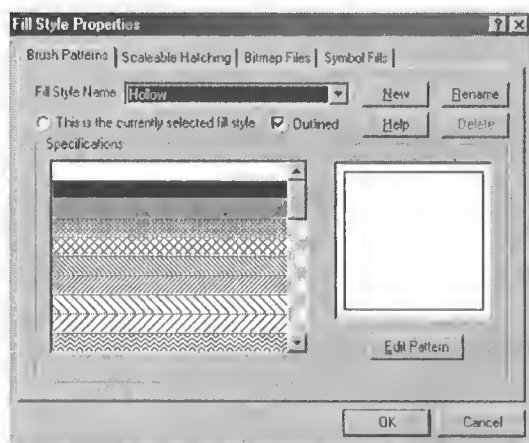 Fill Style Properties
Brush Patterns Scaleable Hatching Bitmap Files Symbol Fills
Fill Style Name Hollow New Rename
This is the currently selected fill style Outlined Help Delete
Specifications
Edit Pattern
OK Cancel